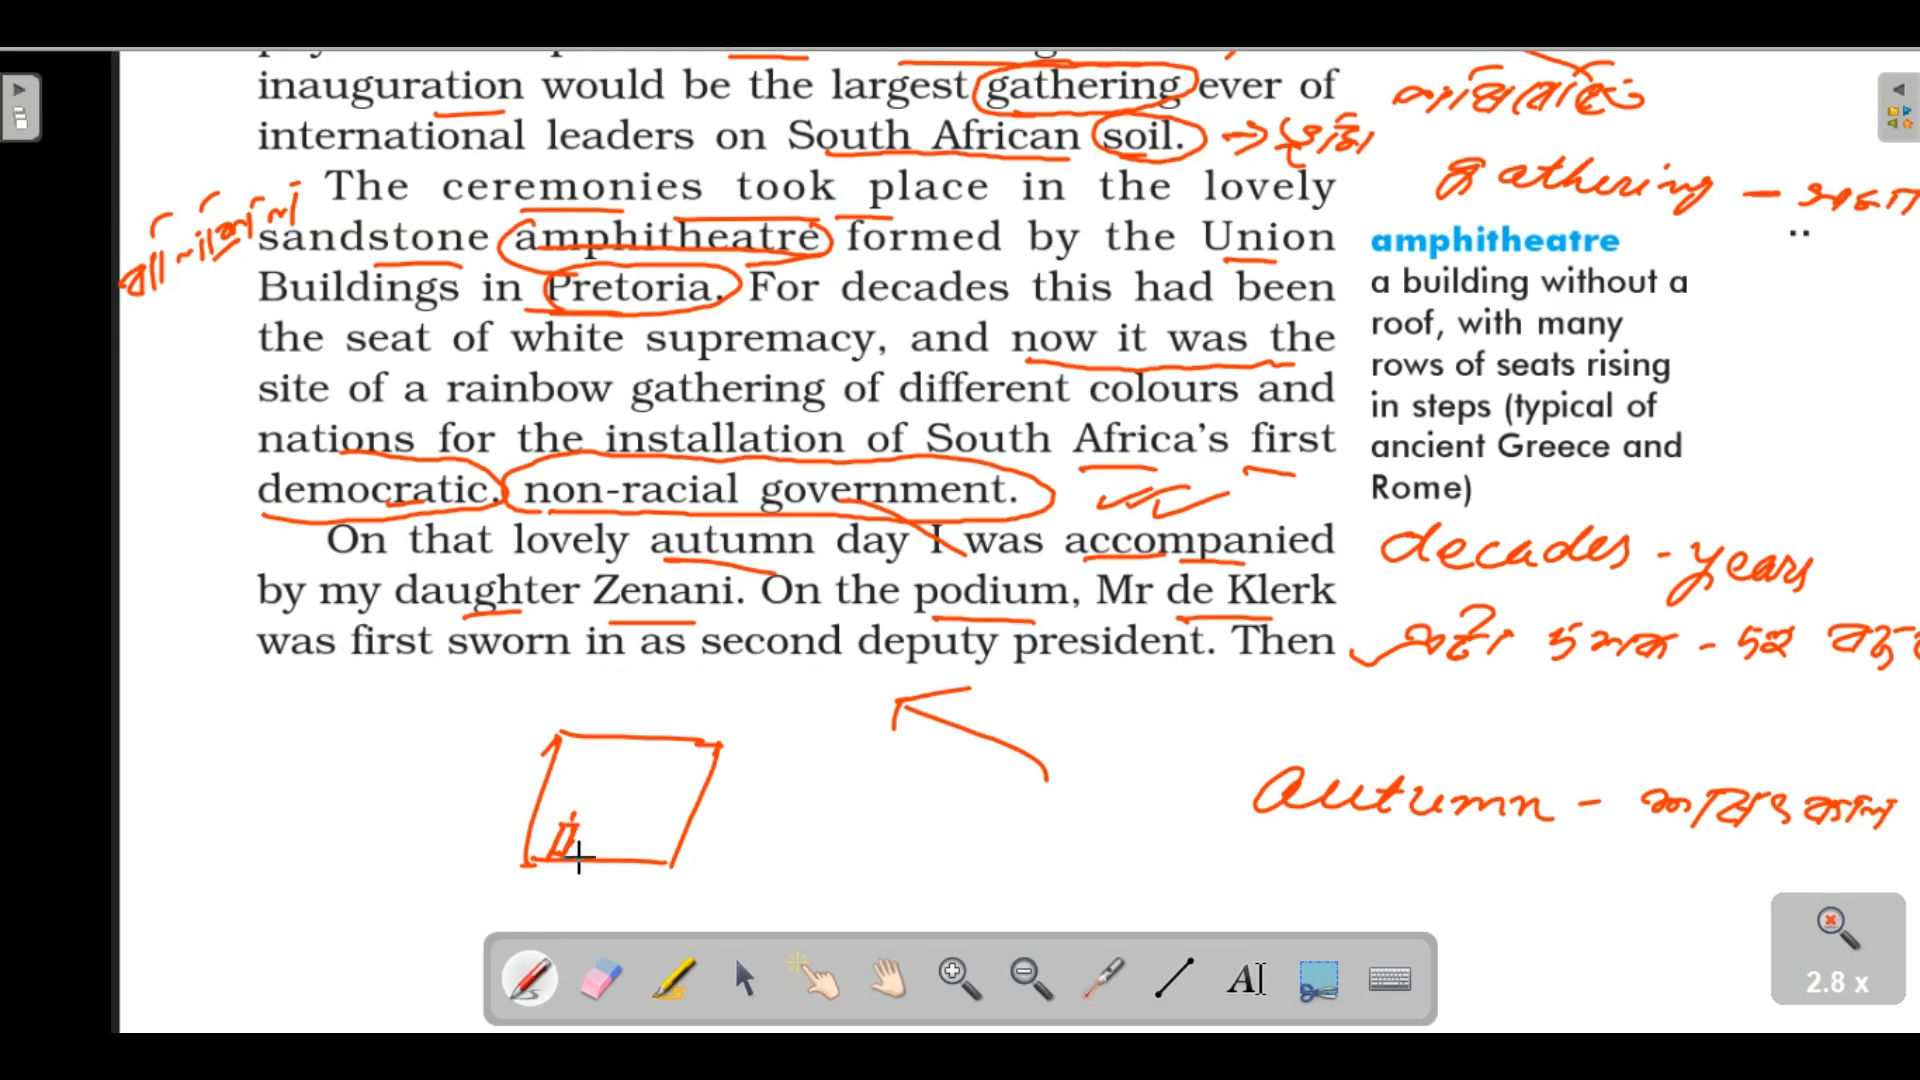 inauguration would be the largest gathering ever of
international leaders on South African soil.
The ceremonies took place in the lovely
sandstone amphitheatre formed by the Union
Buildings in Pretoria. For decades this had been
the seat of white supremacy, and now it was the
site of a rainbow gathering of different colours and
nations for the installation of South Africa's first
democratic, non-racial government.
On that lovely autumn day I was accompanied
by my daughter Zenani. On the podium, Mr de Klerk
was first sworn in as second deputy president. Then
gathering -
amphitheatre
a building without a
roof, with many
rows of seats rising
in steps (typical of
ancient Greece and
Rome)
decades - years
autumn -
AI
2.8 x